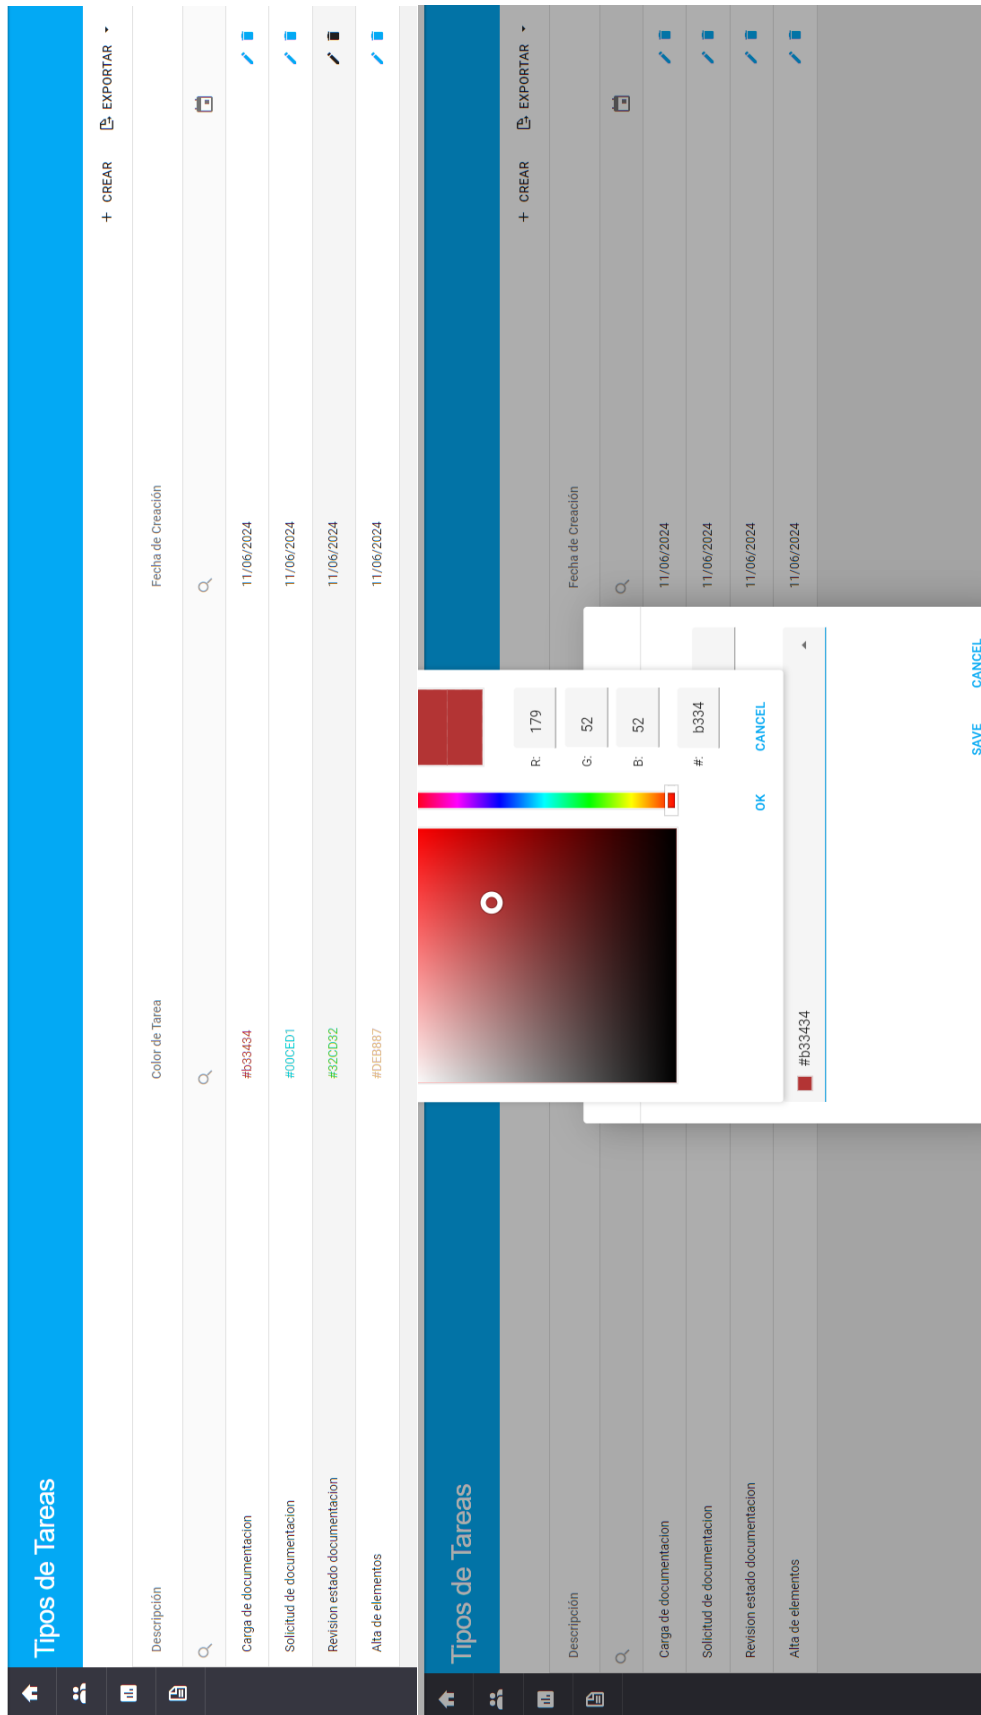 Tipos de Tareas
+ CREAR EXPORTAR
Descripción Color de Tarea Fecha de Creación
Carga de documentacion #b33434 11/06/2024
Solicitud de documentacion #00CED1 11/06/2024
Revision estado documentacion #32CD32 11/06/2024
Alta de elementos #DEB887 11/06/2024
Tipos de Tareas
+ CREAR EXPORTAR
Descripción Fecha de Creación
Carga de documentacion 11/06/2024
Solicitud de documentacion 11/06/2024
Revision estado documentacion 11/06/2024
Alta de elementos 11/06/2024
R: 179
G: 52
B: 52
#: b334
OK CANCEL
#b33434
SAVE CANCEL